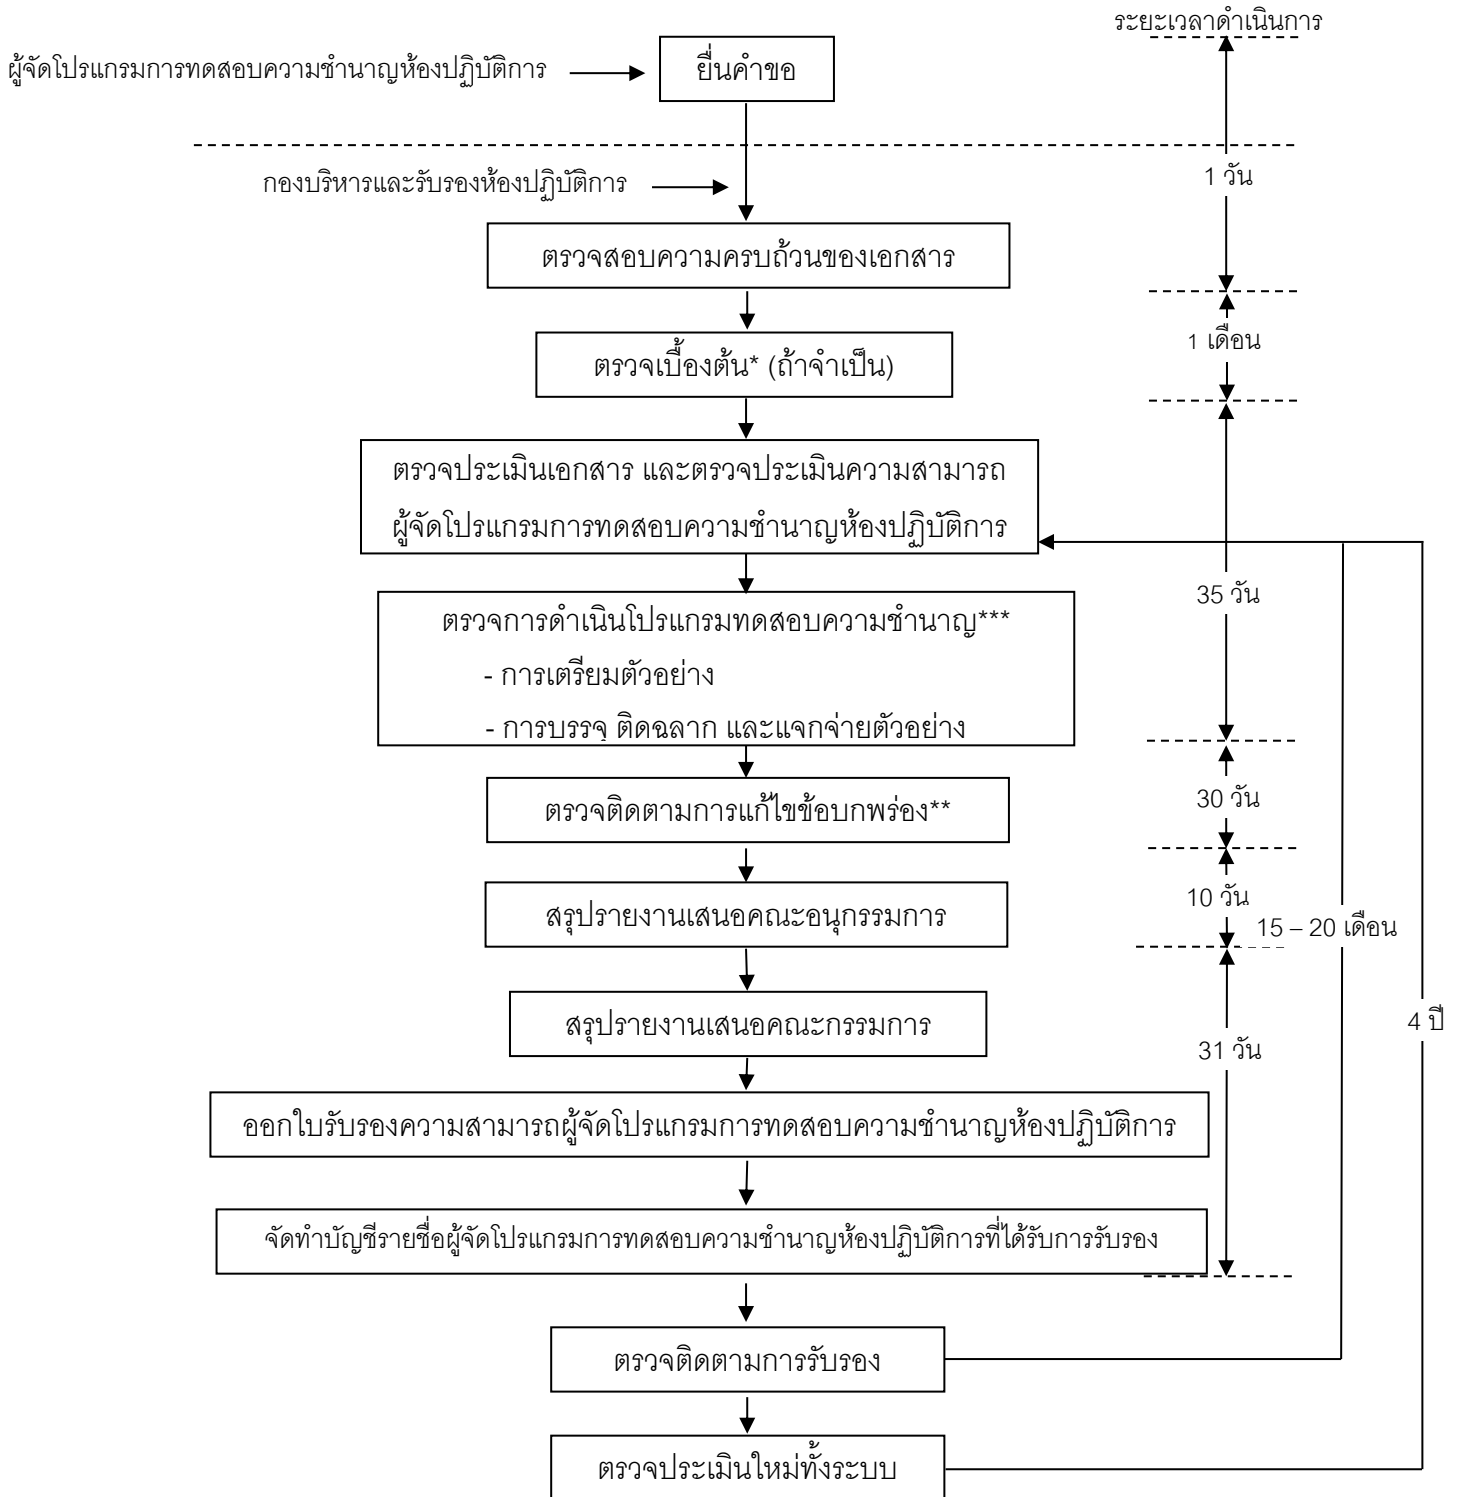 ระยะเวลาดำเนินการ
ผู้จัดโปรแกรมการทดสอบความชำนาญห้องปฏิบัติการ
ยื่นคำขอ
กองบริหารและรับรองห้องปฏิบัติการ
1 วัน
ตรวจสอบความครบถ้วนของเอกสาร
1 เดือน
ตรวจเบื้องต้น* (ถ้าจำเป็น)
ตรวจประเมินเอกสาร และตรวจประเมินความสามารถ
ผู้จัดโปรแกรมการทดสอบความชำนาญห้องปฏิบัติการ
35 วัน
ตรวจการดำเนินโปรแกรมทดสอบความชำนาญ***
- การเตรียมตัวอย่าง
- การบรรจุ ติดฉลาก และแจกจ่ายตัวอย่าง
30 วัน
ตรวจติดตามการแก้ไขข้อบกพร่อง**
10 วัน
สรุปรายงานเสนอคณะอนุกรรมการ
15 – 20 เดือน
สรุปรายงานเสนอคณะกรรมการ
4 ปี
31 วัน
ออกใบรับรองความสามารถผู้จัดโปรแกรมการทดสอบความชำนาญห้องปฏิบัติการ
จัดทำบัญชีรายชื่อผู้จัดโปรแกรมการทดสอบความชำนาญห้องปฏิบัติการที่ได้รับการรับรอง
ตรวจติดตามการรับรอง
ตรวจประเมินใหม่ทั้งระบบ